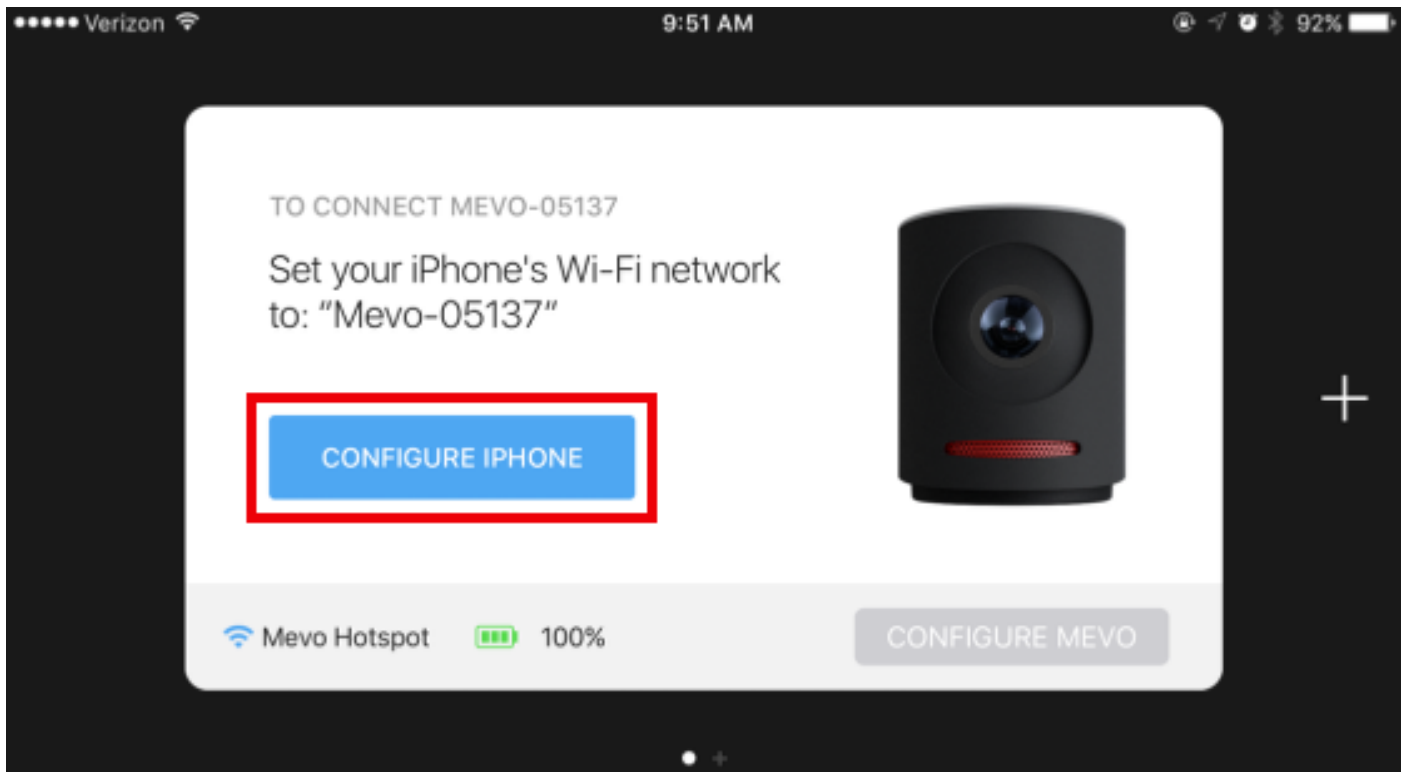 Verizon 9:51 AM 92%
TO CONNECT MEVO-05137
Set your iPhone's Wi-Fi network
to: “Mevo-05137”
CONFIGURE IPHONE
Mevo Hotspot 100% CONFIGURE MEVO